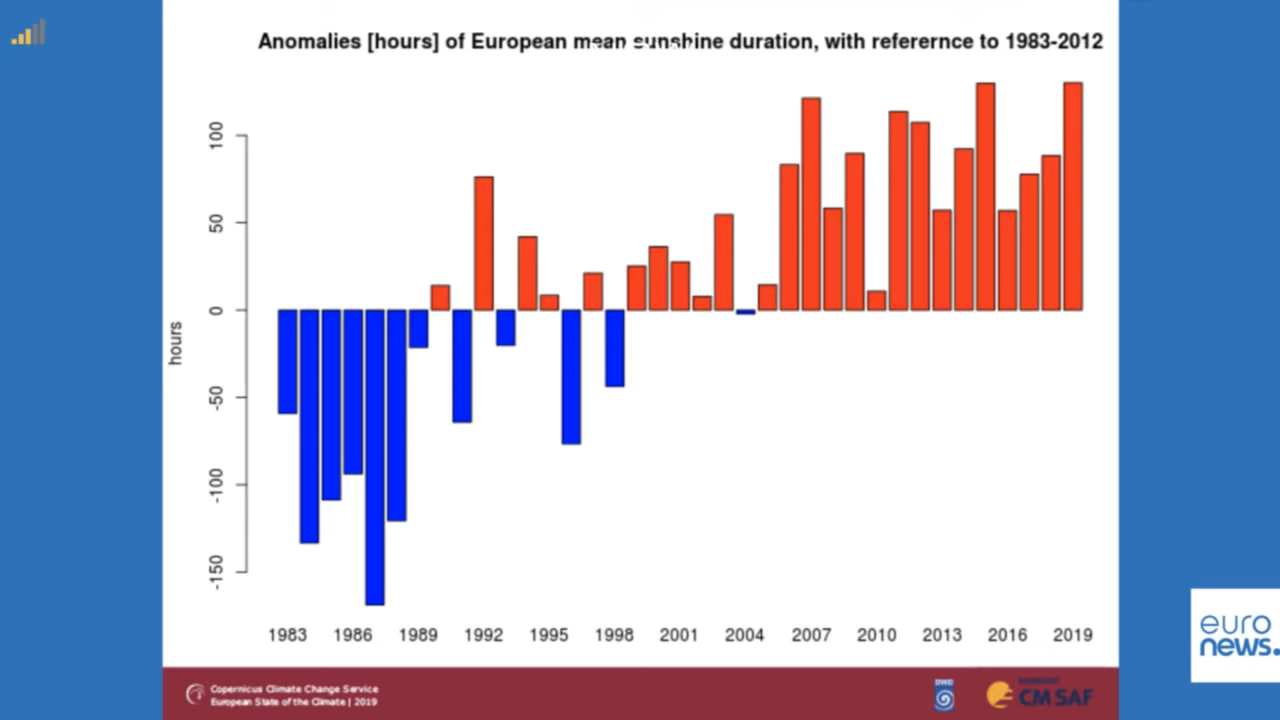 Anomalies [hours] of European mean sunshine duration, with referernce to 1983-2012
100
50
0
-50
-100
-150
hours
1983 1986 1989 1992 1995 1998 2001 2004 2007 2010 2013 2016 2019
Copernicus Climate Change Service
European State of the Climate | 2019
DWD
CM SAF
euro
news.